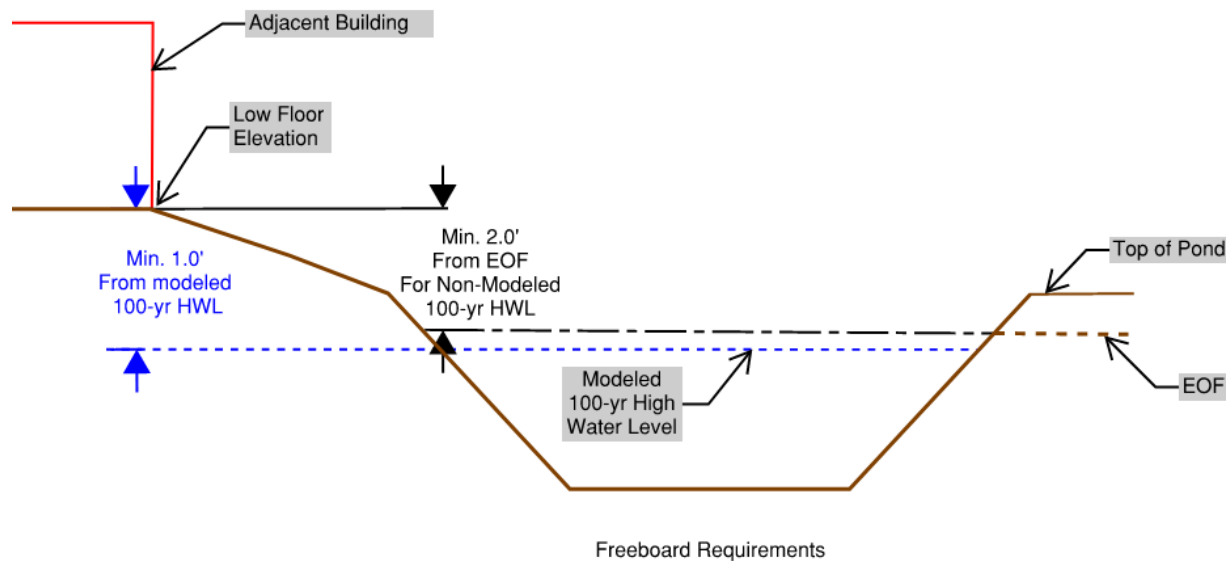 Adjacent Building
Low Floor
Elevation
Min. 1.0'
From modeled
100-yr HWL
Min. 2.0'
From EOF
For Non-Modeled
100-yr HWL
Top of Pond
Modeled
100-yr High
Water Level
EOF
Freeboard Requirements